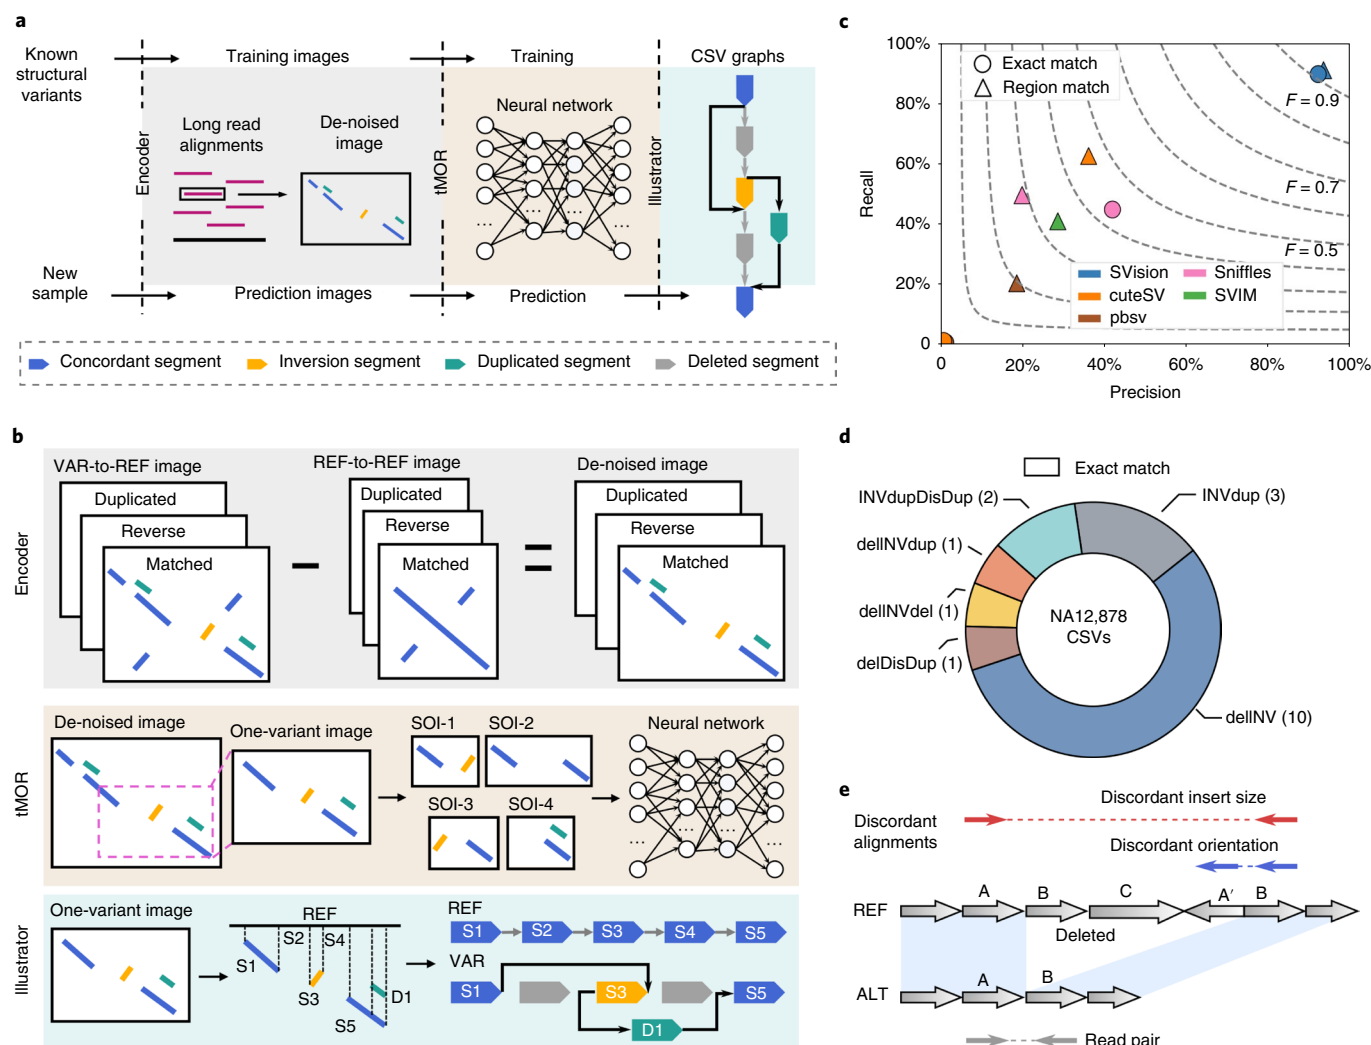 a
Known
structural
variants
Training images
Training
CSV graphs
Encoder
Long read
alignments
De-noised
image
tMOR
Neural network
...
...
...
...
Illustrator
New
sample
Prediction images
Prediction
Concordant segment
Inversion segment
Duplicated segment
Deleted segment
b
Encoder
VAR-to-REF image
Duplicated
Reverse
Matched
REF-to-REF image
Duplicated
Reverse
Matched
De-noised image
Duplicated
Reverse
Matched
tMOR
De-noised image
One-variant image
SOI-1
SOI-2
SOI-3
SOI-4
Neural network
...
...
...
...
Illustrator
One-variant image
REF
S1
S2
S3
S4
S5
D1
REF
S1
S2
S3
S4
S5
VAR
S1
S3
S5
D1
c
Recall
100%
80%
60%
40%
20%
0
0
20%
40%
60%
80%
100%
Precision
Exact match
Region match
F = 0.9
F = 0.7
F = 0.5
SVision
cuteSV
pbsv
Sniffles
SVIM
d
Exact match
INVdupDisDup (2)
INVdup (3)
delINVdup (1)
delINVdel (1)
delDisDup (1)
delINV (10)
NA12,878
CSVs
e
Discordant
alignments
Discordant insert size
Discordant orientation
REF
A
B
C
A′
B
Deleted
ALT
A
B
Read pair